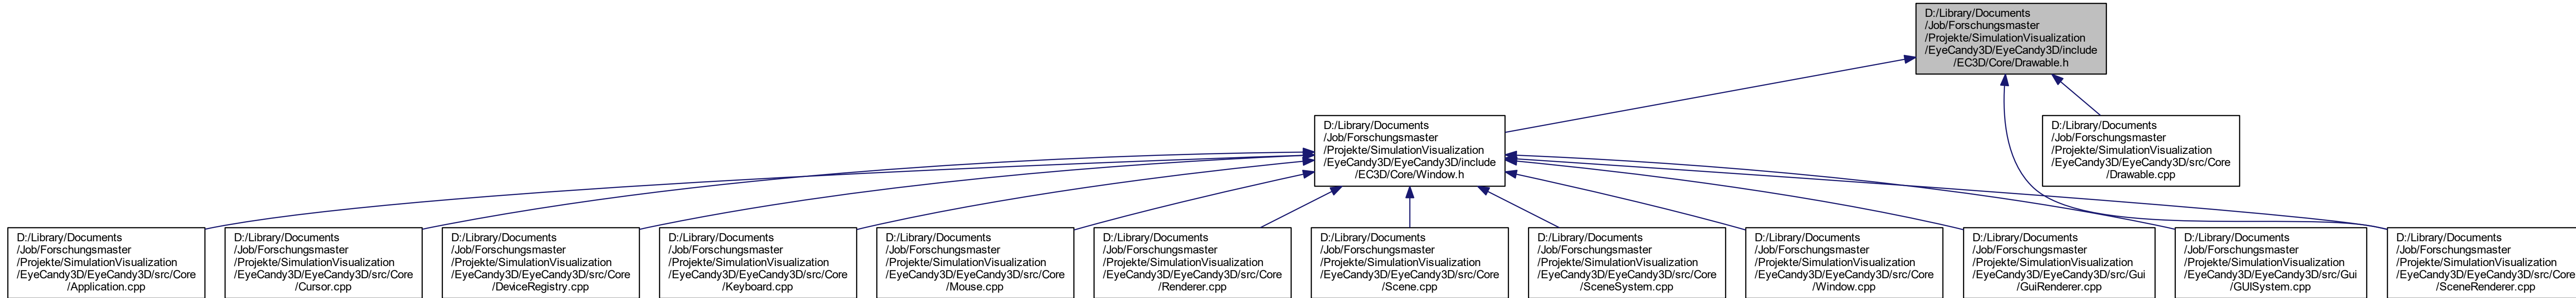 D:/Library/Documents
/Job/Forschungsmaster
/Projekte/SimulationVisualization
/EyeCandy3D/EyeCandy3D/include
/EC3D/Core/Drawable.h
D:/Library/Documents
/Job/Forschungsmaster
/Projekte/SimulationVisualization
/EyeCandy3D/EyeCandy3D/include
/EC3D/Core/Window.h
D:/Library/Documents
/Job/Forschungsmaster
/Projekte/SimulationVisualization
/EyeCandy3D/EyeCandy3D/src/Core
/Drawable.cpp
D:/Library/Documents
/Job/Forschungsmaster
/Projekte/SimulationVisualization
/EyeCandy3D/EyeCandy3D/src/Core
/Application.cpp
D:/Library/Documents
/Job/Forschungsmaster
/Projekte/SimulationVisualization
/EyeCandy3D/EyeCandy3D/src/Core
/Cursor.cpp
D:/Library/Documents
/Job/Forschungsmaster
/Projekte/SimulationVisualization
/EyeCandy3D/EyeCandy3D/src/Core
/DeviceRegistry.cpp
D:/Library/Documents
/Job/Forschungsmaster
/Projekte/SimulationVisualization
/EyeCandy3D/EyeCandy3D/src/Core
/Keyboard.cpp
D:/Library/Documents
/Job/Forschungsmaster
/Projekte/SimulationVisualization
/EyeCandy3D/EyeCandy3D/src/Core
/Mouse.cpp
D:/Library/Documents
/Job/Forschungsmaster
/Projekte/SimulationVisualization
/EyeCandy3D/EyeCandy3D/src/Core
/Renderer.cpp
D:/Library/Documents
/Job/Forschungsmaster
/Projekte/SimulationVisualization
/EyeCandy3D/EyeCandy3D/src/Core
/Scene.cpp
D:/Library/Documents
/Job/Forschungsmaster
/Projekte/SimulationVisualization
/EyeCandy3D/EyeCandy3D/src/Core
/SceneSystem.cpp
D:/Library/Documents
/Job/Forschungsmaster
/Projekte/SimulationVisualization
/EyeCandy3D/EyeCandy3D/src/Core
/Window.cpp
D:/Library/Documents
/Job/Forschungsmaster
/Projekte/SimulationVisualization
/EyeCandy3D/EyeCandy3D/src/Gui
/GuiRenderer.cpp
D:/Library/Documents
/Job/Forschungsmaster
/Projekte/SimulationVisualization
/EyeCandy3D/EyeCandy3D/src/Gui
/GUISystem.cpp
D:/Library/Documents
/Job/Forschungsmaster
/Projekte/SimulationVisualization
/EyeCandy3D/EyeCandy3D/src/Core
/SceneRenderer.cpp